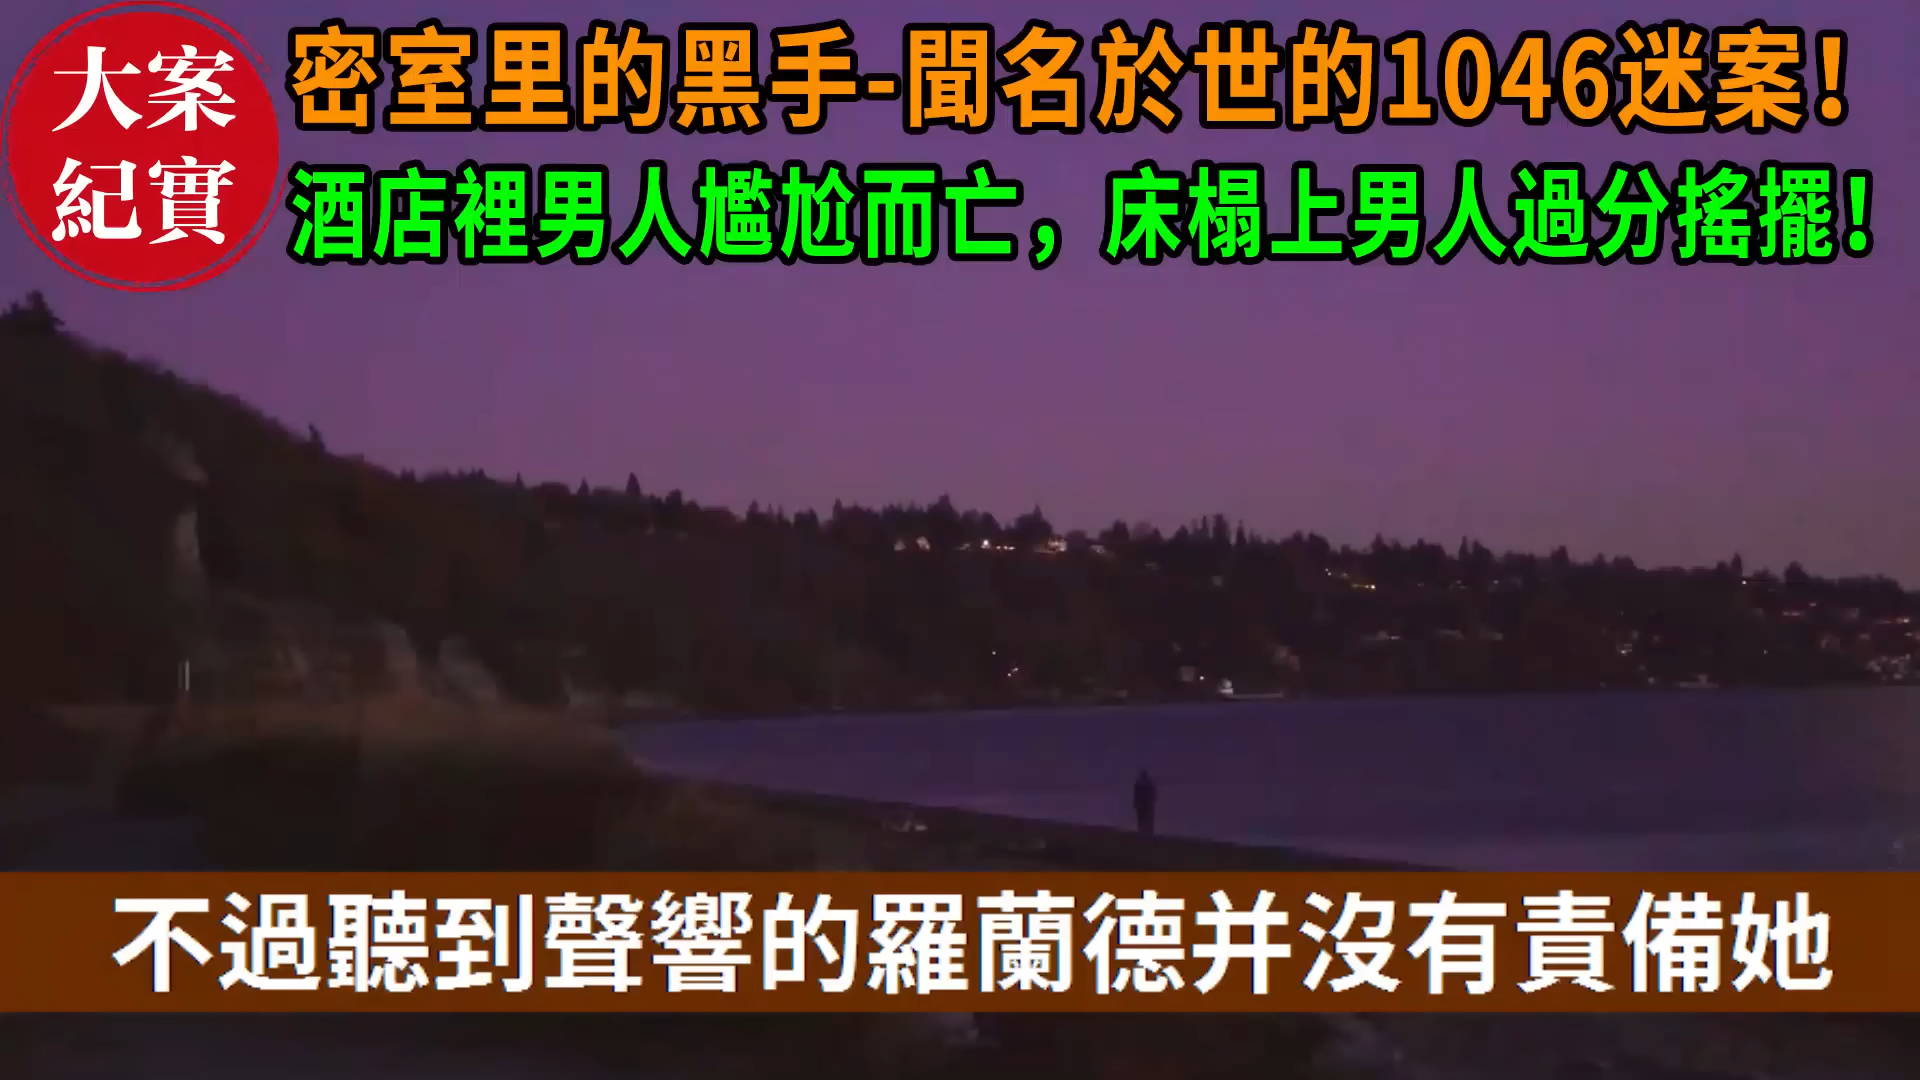 大案
紀實
密室里的黑手-聞名於世的1046迷案!
酒店裡男人尷尬而亡，床榻上男人過分搖擺!
不過聽到聲響的羅蘭德并沒有責備她